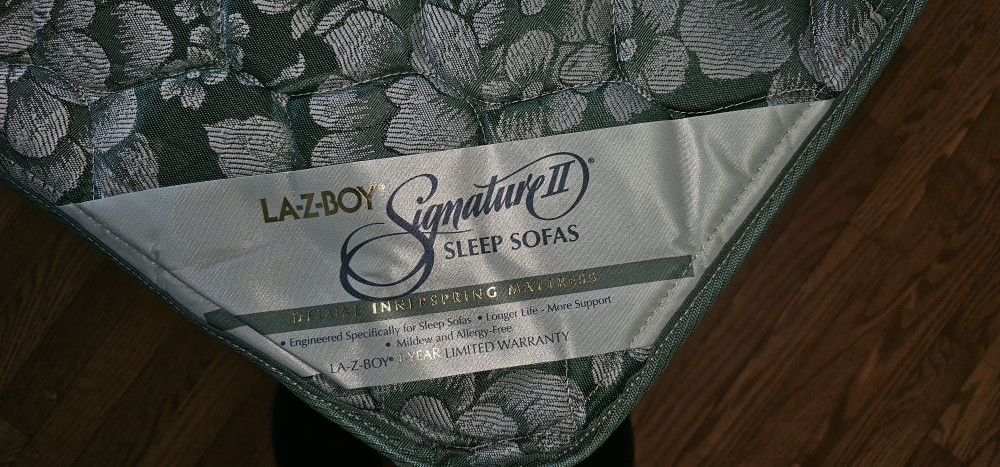 LA-Z-BOY® Signature II®
SLEEP SOFAS
DELUXE INNERSPRING MATTRESS
• Engineered Specifically for Sleep Sofas • Longer Life - More Support
• Mildew and Allergy-Free
LA-Z-BOY® YEAR LIMITED WARRANTY